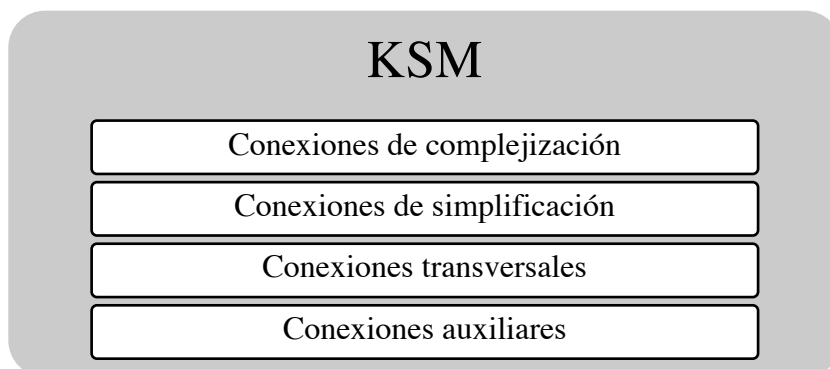 KSM
Conexiones de complejización
Conexiones de simplificación
Conexiones transversales
Conexiones auxiliares